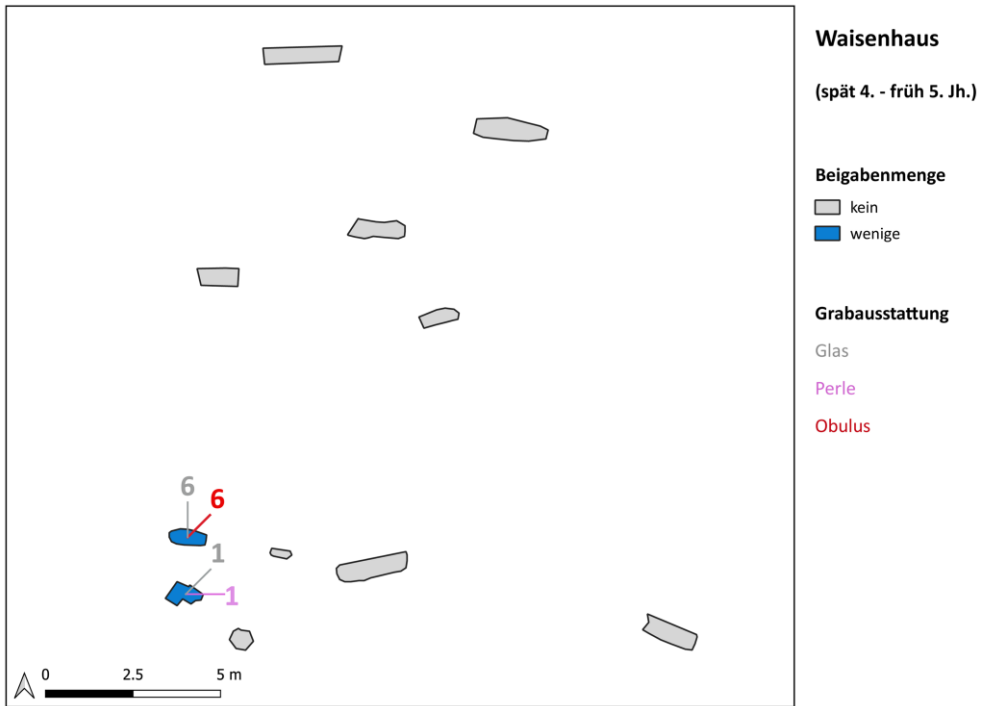 Waisenhaus
(spät 4. - früh 5. Jh.)
Beigabenmenge
kein
wenige
Grabausstattung
Glas
Perle
Obulus
6
6
1
1
0 2.5 5 m